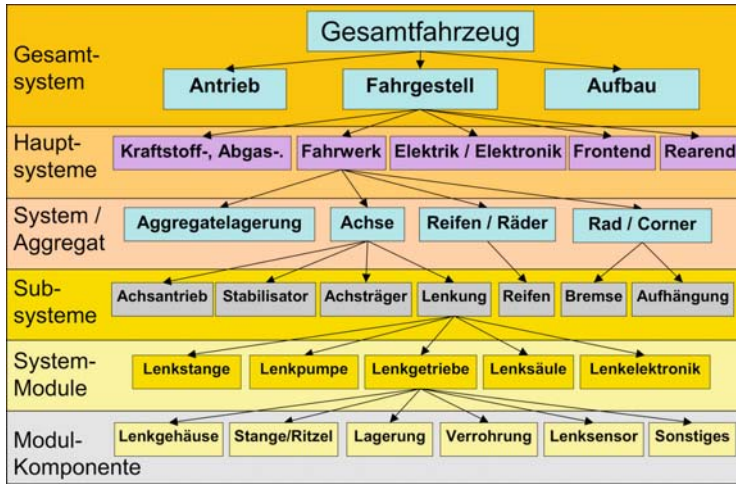 Gesamtfahrzeug
Gesamt-
system
Antrieb Fahrgestell Aufbau
Haupt-
systeme
Kraftstoff-, Abgas-. Fahrwerk Elektrik / Elektronik Frontend Rearend
System /
Aggregat
Aggregatelagerung Achse Reifen / Räder Rad / Corner
Sub-
systeme
Achsantrieb Stabilisator Achsträger Lenkung Reifen Bremse Aufhängung
System-
Module
Lenkstange Lenkpumpe Lenkgetriebe Lenksäule Lenkelektronik
Modul-
Komponente
Lenkgehäuse Stange/Ritzel Lagerung Verrohrung Lenksensor Sonstiges